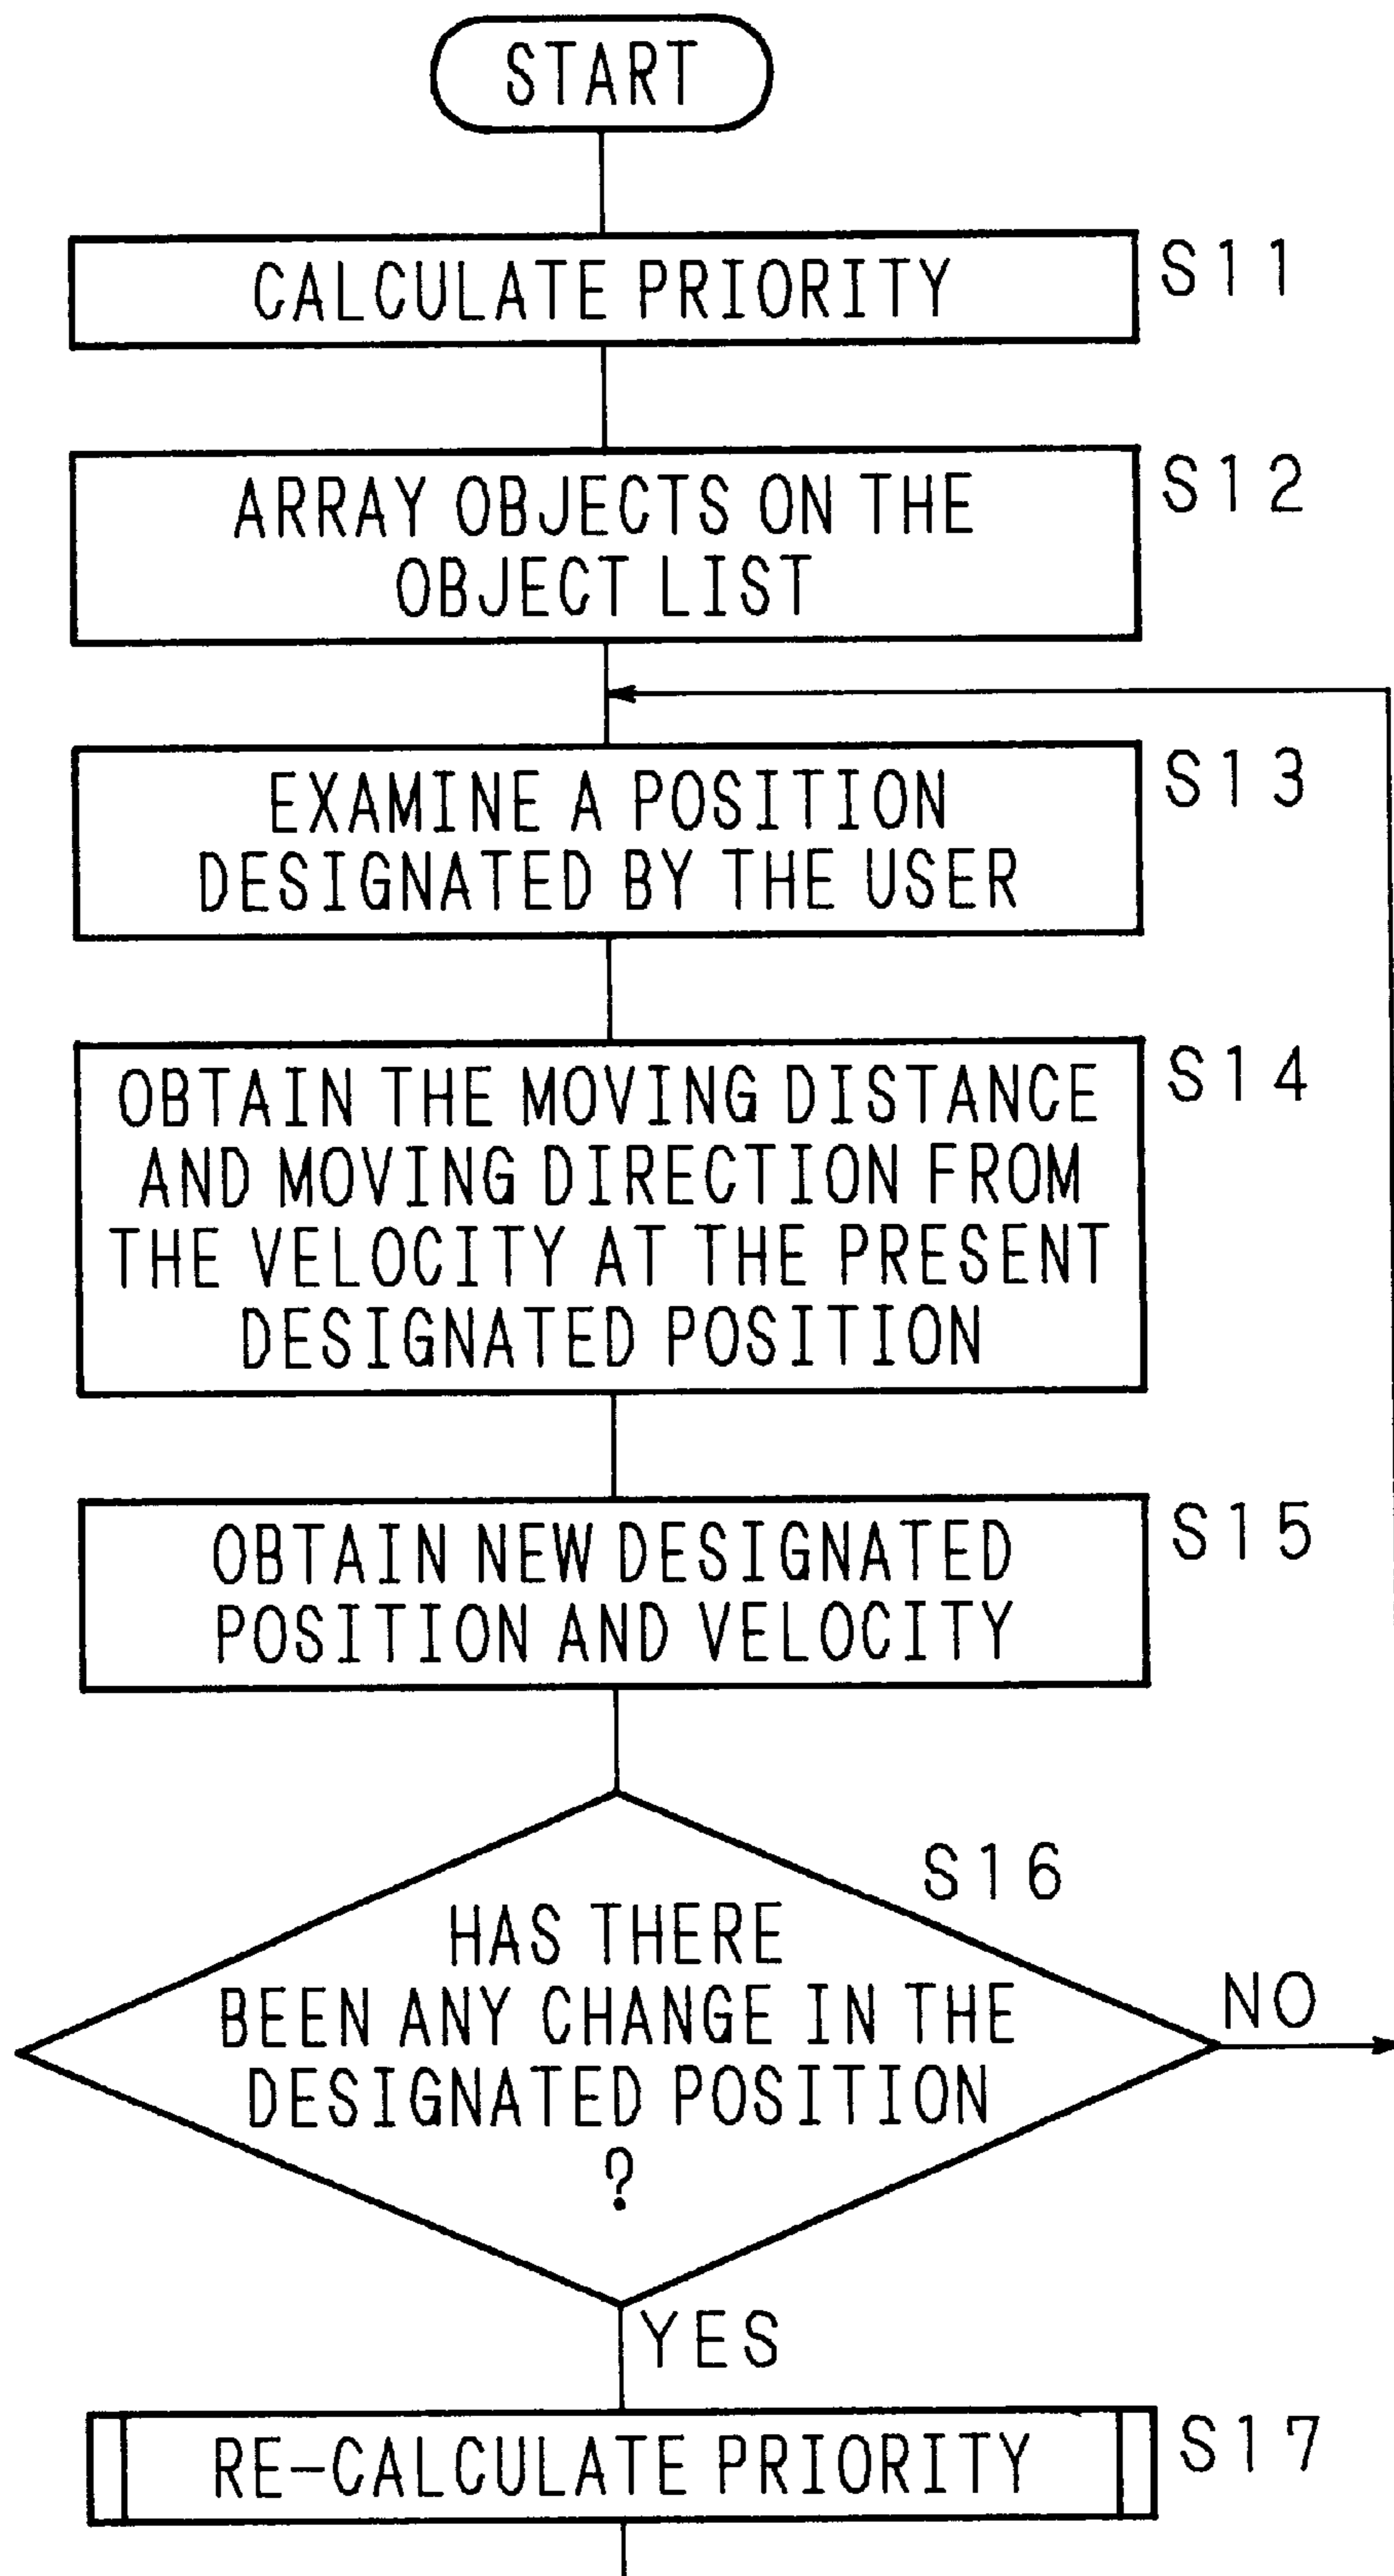 START
CALCULATE PRIORITY
S11
ARRAY OBJECTS ON THE
OBJECT LIST
S12
EXAMINE A POSITION
DESIGNATED BY THE USER
S13
OBTAIN THE MOVING DISTANCE
AND MOVING DIRECTION FROM
THE VELOCITY AT THE PRESENT
DESIGNATED POSITION
S14
OBTAIN NEW DESIGNATED
POSITION AND VELOCITY
S15
S16
HAS THERE
BEEN ANY CHANGE IN THE
DESIGNATED POSITION
?
NO
YES
RE-CALCULATE PRIORITY
S17